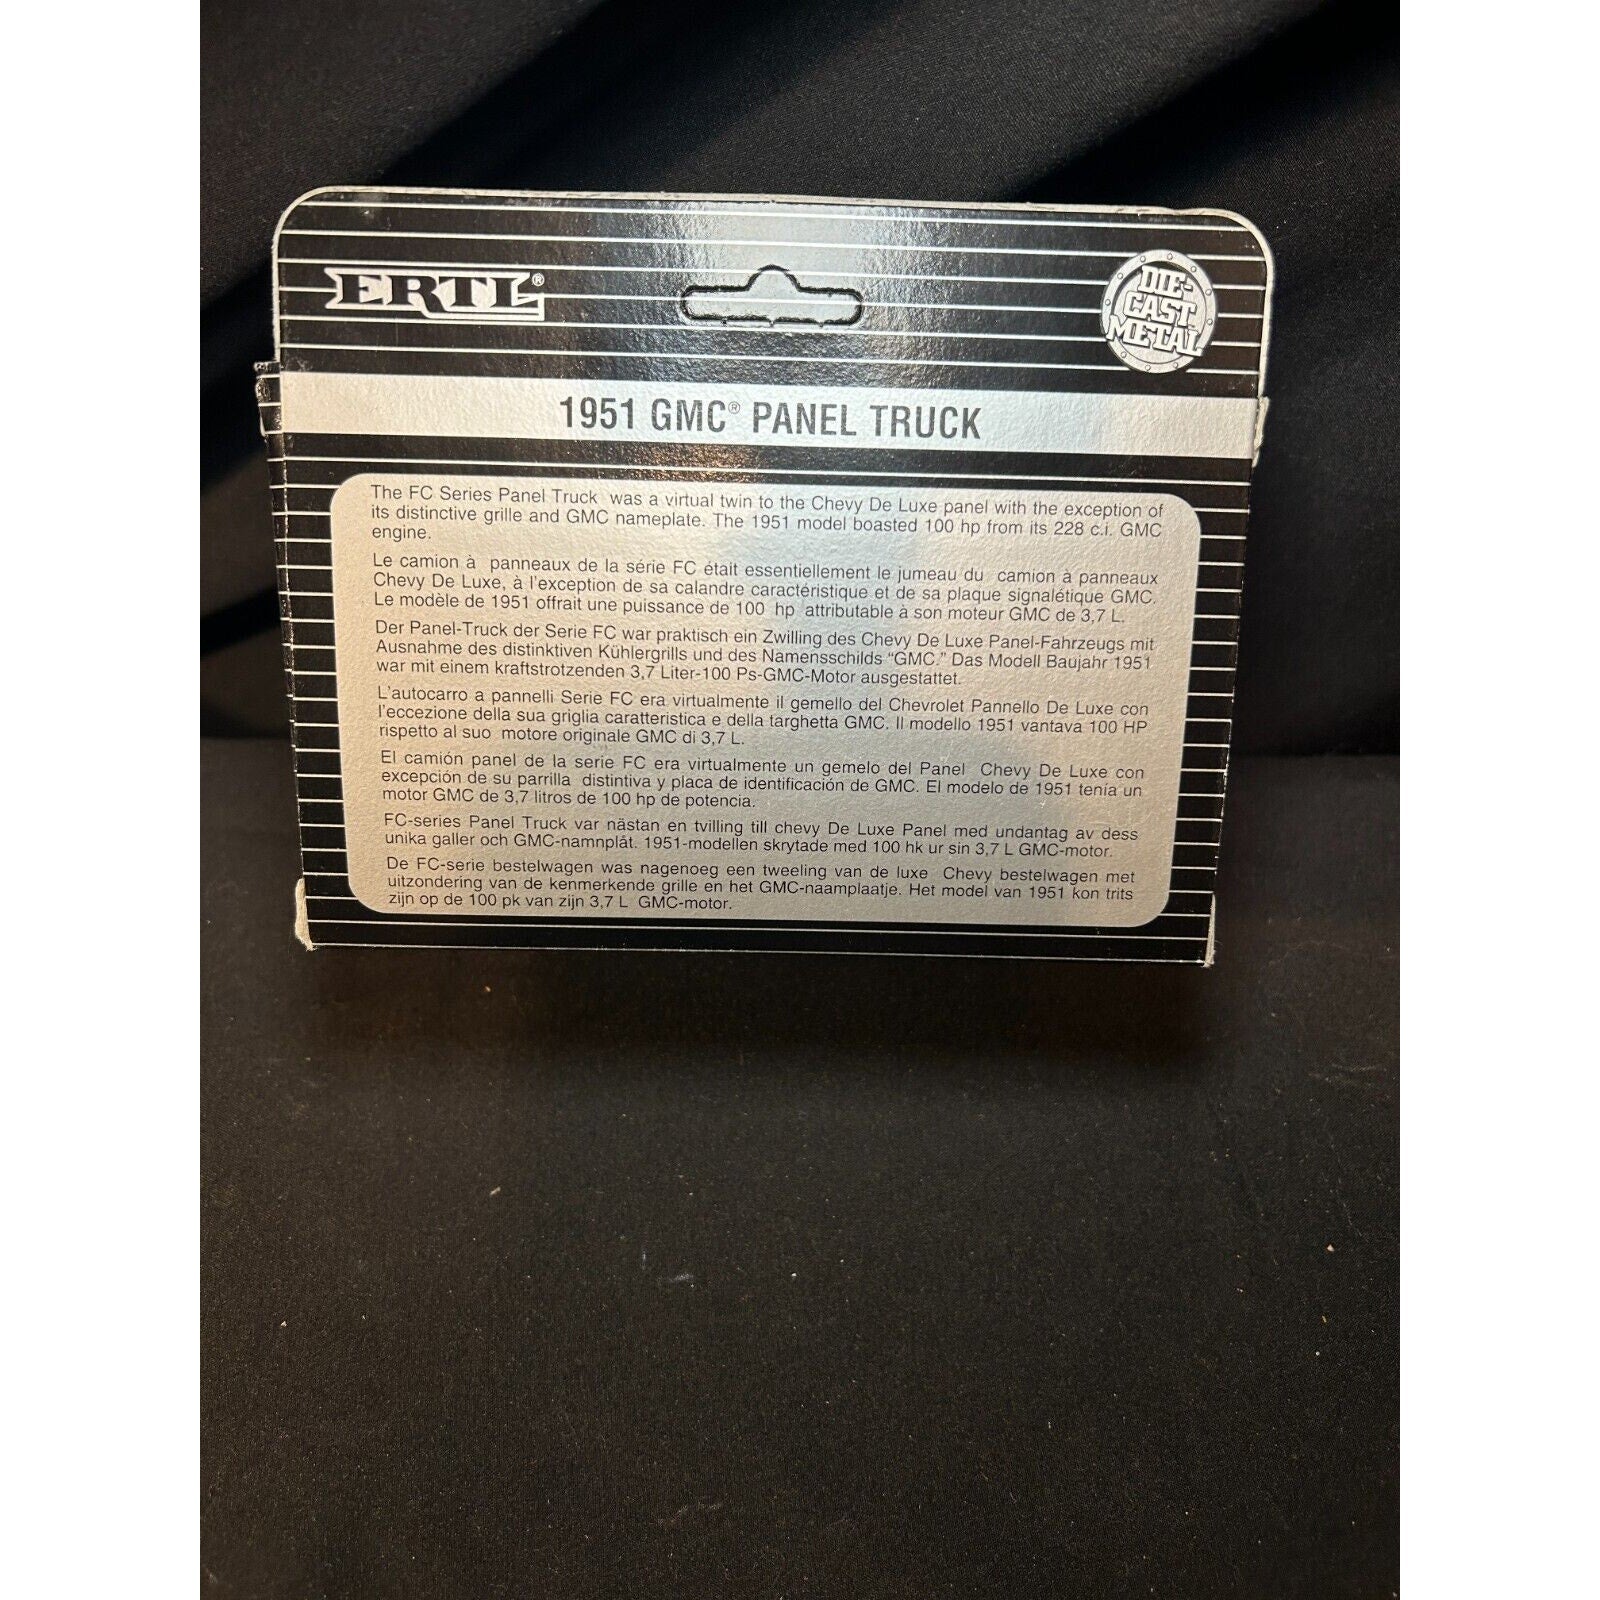 ERTL®
DIE-
CAST
METAL
1951 GMC® PANEL TRUCK
The FC Series Panel Truck was a virtual twin to the Chevy De Luxe panel with the exception of
its distinctive grille and GMC nameplate. The 1951 model boasted 100 hp from its 228 c.i. GMC
engine.
Le camion à panneaux de la série FC était essentiellement le jumeau du camion à panneaux
Chevy De Luxe, à l'exception de sa calandre caractéristique et de sa plaque signalétique GMC.
Le modèle de 1951 offrait une puissance de 100 hp attributable à son moteur GMC de 3,7 L.
Der Panel-Truck der Serie FC war praktisch ein Zwilling des Chevy De Luxe Panel-Fahrzeugs mit
Ausnahme des distinktiven Kühlergrills und des Namensschilds "GMC." Das Modell Baujahr 1951
war mit einem kraftstrotzenden 3,7 Liter-100 Ps-GMC-Motor ausgestattet.
L'autocarro a pannelli Serie FC era virtualmente il gemello del Chevrolet Pannello De Luxe con
l'eccezione della sua griglia caratteristica e della targhetta GMC. Il modello 1951 vantava 100 HP
rispetto al suo motore originale GMC di 3,7 L.
El camión panel de la serie FC era virtualmente un gemelo del Panel Chevy De Luxe con
excepción de su parrilla distintiva y placa de identificación de GMC. El modelo de 1951 tenía un
motor GMC de 3,7 litros de 100 hp de potencia.
FC-series Panel Truck var nästan en tvilling till chevy De Luxe Panel med undantag av dess
unika galler och GMC-namnplåt. 1951-modellen skrytade med 100 hk ur sin 3,7 L GMC-motor.
De FC-serie bestelwagen was nagenoeg een tweeling van de luxe Chevy bestelwagen met
uitzondering van de kenmerkende grille en het GMC-naamplaatje. Het model van 1951 kon trits
zijn op de 100 pk van zijn 3,7 L GMC-motor.